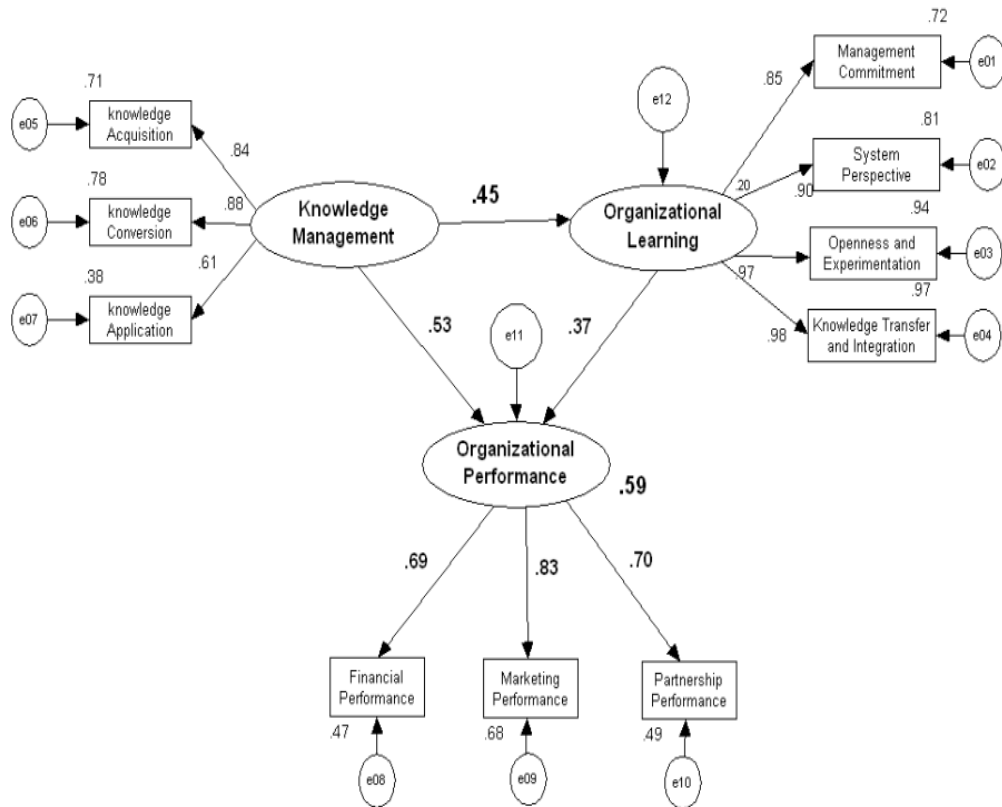 .72
Management
Commitment
e01
.85
e12
.71
knowledge
Acquisition
e05
.84
.81
System
Perspective
e02
.20
.90
.78
knowledge
Conversion
e06
.88
Knowledge
Management
.45
Organizational
Learning
.94
Openness and
Experimentation
e03
.97
.38
knowledge
Application
e07
.61
.97
Knowledge Transfer
and Integration
e04
.98
.53
e11
.37
Organizational
Performance
.59
.69
.83
.70
Financial
Performance
Marketing
Performance
Partnership
Performance
.47
.68
.49
e08
e09
e10